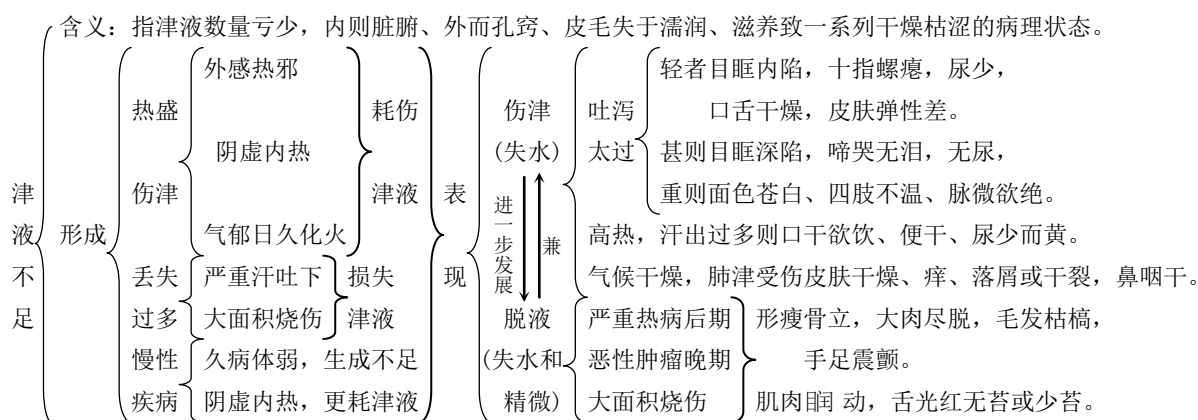 含义：指津液数量亏少，内则脏腑、外而孔窍、皮毛失于濡润、滋养致一系列干燥枯涩的病理状态。
津液不足
形成
热盛伤津
外感热邪
阴虚内热
气郁日久化火
耗伤津液
丢失过多
严重汗吐下
大面积烧伤
损失津液
慢性疾病
久病体弱，生成不足
阴虚内热，更耗津液
表现
伤津
(失水)
进一步发展
兼
脱液
(失水和
精微)
吐泻太过
轻者目眶内陷，十指螺瘪，尿少，
口舌干燥，皮肤弹性差。
甚则目眶深陷，啼哭无泪，无尿，
重则面色苍白、四肢不温、脉微欲绝。
高热，汗出过多则口干欲饮、便干、尿少而黄。
气候干燥，肺津受伤皮肤干燥、痒、落屑或干裂，鼻咽干。
严重热病后期
恶性肿瘤晚期
大面积烧伤
形瘦骨立，大肉尽脱，毛发枯槁，
手足震颤。
肌肉𥆧动，舌光红无苔或少苔。